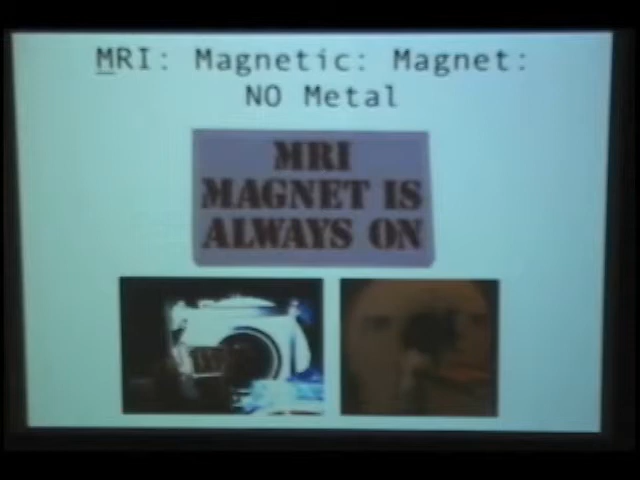 MRI: Magnetic: Magnet:
NO Metal
MRI
MAGNET IS
ALWAYS ON